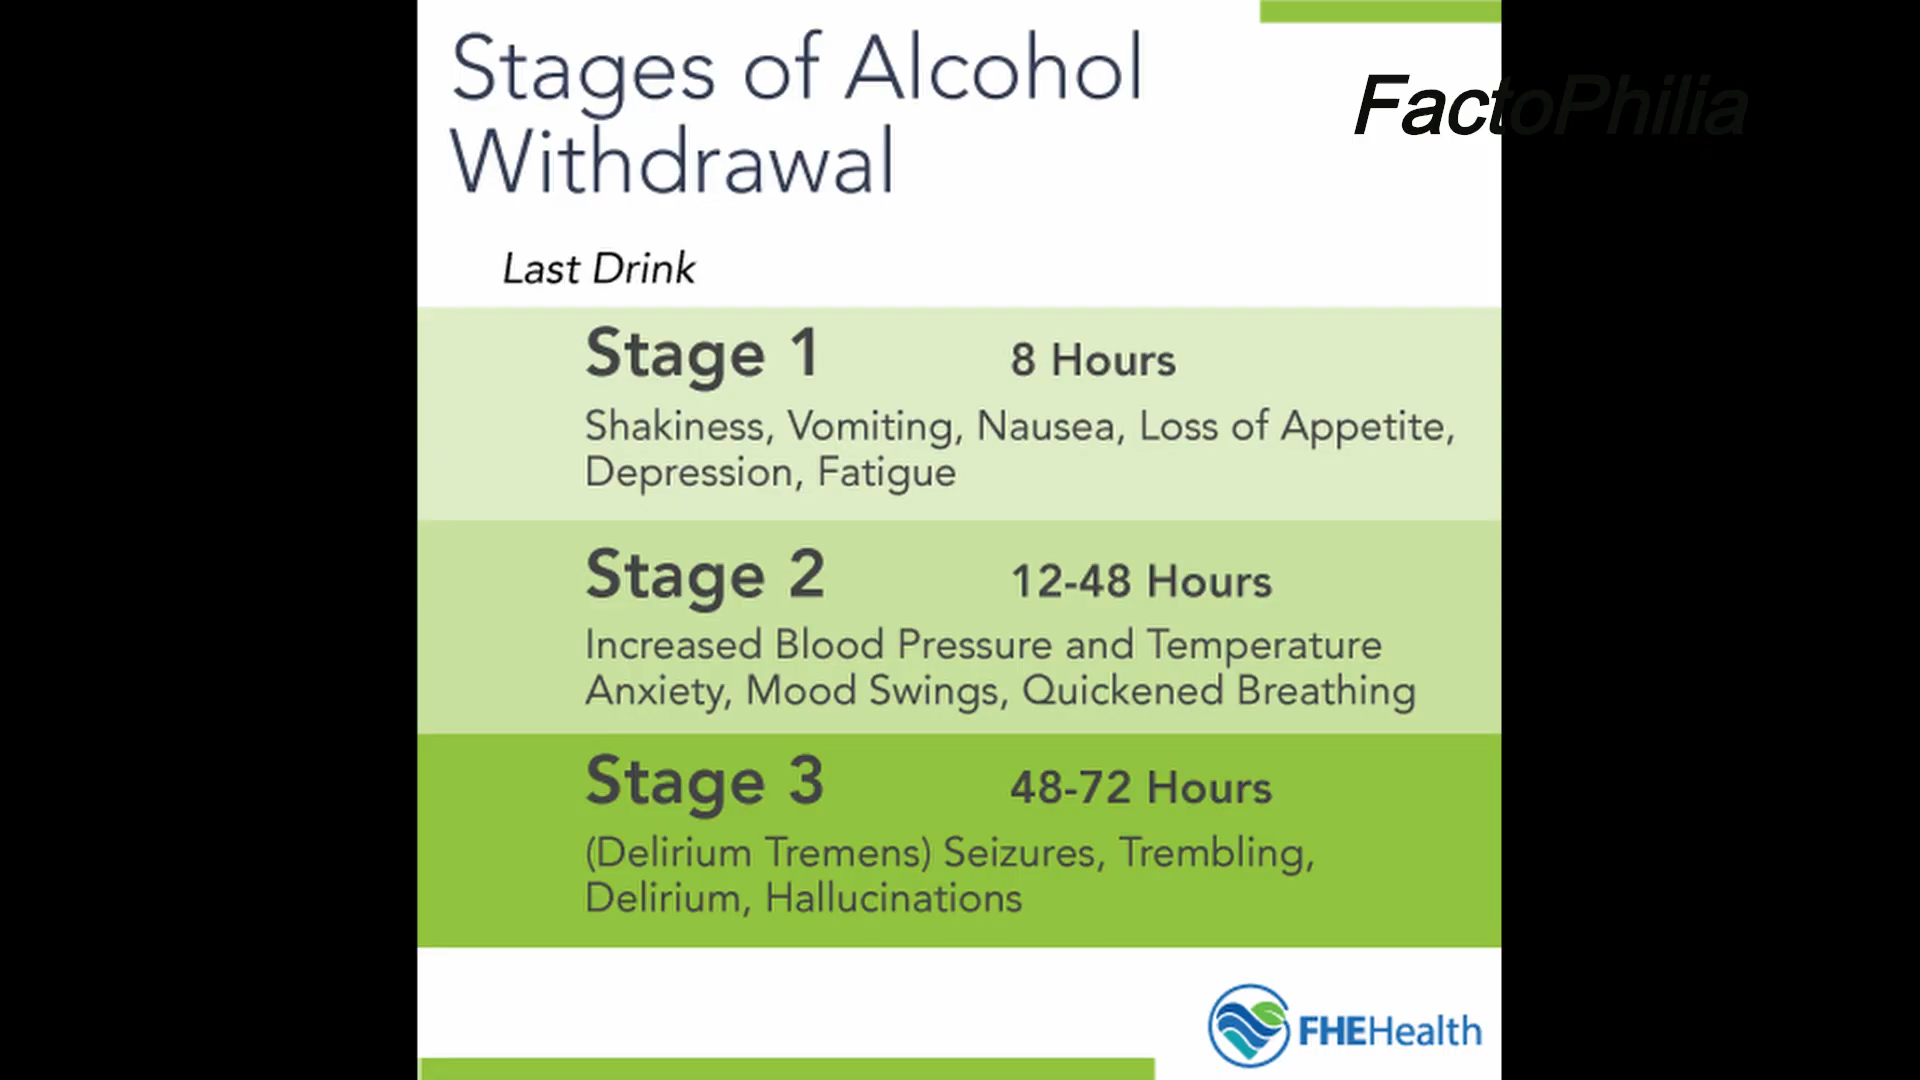 Stages of Alcohol
Withdrawal
FactoPhilia
Last Drink
Stage 1 8 Hours
Shakiness, Vomiting, Nausea, Loss of Appetite,
Depression, Fatigue
Stage 2 12-48 Hours
Increased Blood Pressure and Temperature
Anxiety, Mood Swings, Quickened Breathing
Stage 3 48-72 Hours
(Delirium Tremens) Seizures, Trembling,
Delirium, Hallucinations
FHEHealth